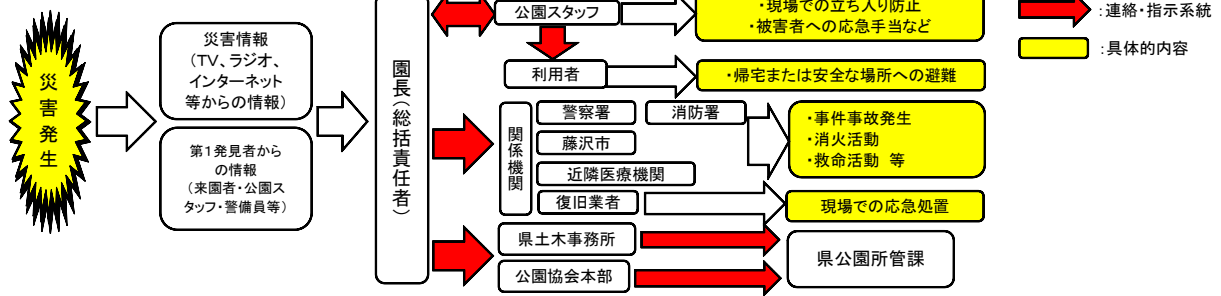 災害発生
災害情報
(TV、ラジオ、
インターネット
等からの情報)
第1発見者から
の情報
(来園者・公園ス
タッフ・警備員等)
園長(総括責任者)
公園スタッフ
・現場での立ち入り防止
・被害者への応急手当など
利用者
・帰宅または安全な場所への避難
関係機関
警察署
消防署
藤沢市
近隣医療機関
復旧業者
・事件事故発生
・消火活動
・救命活動 等
現場での応急処置
県土木事務所
公園協会本部
県公園所管課
:連絡・指示系統
:具体的内容